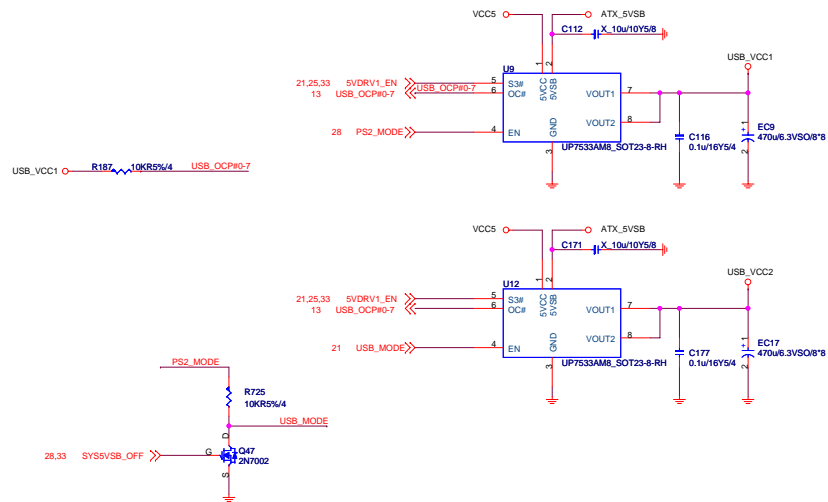 VCC5 ATX_5VSB
C112 X_10u/10Y5/8
USB_VCC1
U9
1 2
21,25,33 5VDRV1_EN 5 S3# 5VCC 5VSB VOUT1 7
13 USB_OCP#0-7 USB_OCP#0-7 6 OC#
VOUT2 8
28 PS2_MODE 4 EN GND
3 UP7533AM8_SOT23-8-RH
C116
0.1u/16Y5/4
1 + EC9
470u/6.3VSO/8*8
2
USB_VCC1 R187 10KR5%/4 USB_OCP#0-7
VCC5 ATX_5VSB
C171 X_10u/10Y5/8
USB_VCC2
U12
1 2
21,25,33 5VDRV1_EN 5 S3# 5VCC 5VSB VOUT1 7
13 USB_OCP#0-7 6 OC#
VOUT2 8
21 USB_MODE 4 EN GND
3 UP7533AM8_SOT23-8-RH
C177
0.1u/16Y5/4
1 + EC17
470u/6.3VSO/8*8
2
PS2_MODE
R725
10KR5%/4
USB_MODE
D
28,33 SYS5VSB_OFF G Q47
2N7002
S